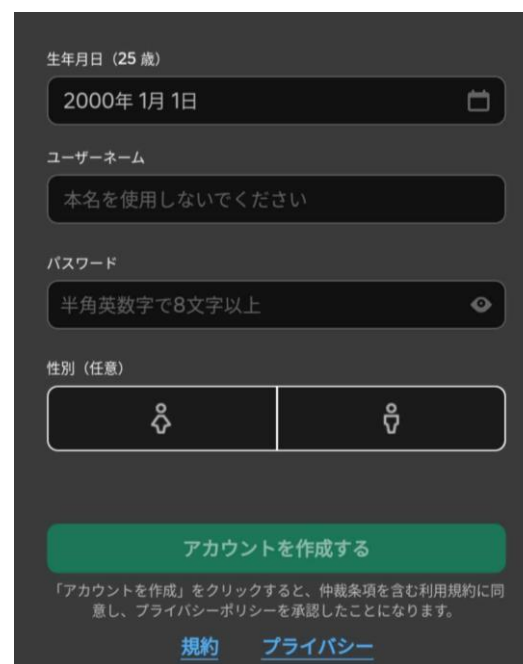 生年月日（25 歳）
2000年 1月 1日
ユーザーネーム
本名を使用しないでください
パスワード
半角英数字で8文字以上
性別（任意）
アカウントを作成する
「アカウントを作成」をクリックすると、仲裁条項を含む利用規約に同
意し、プライバシーポリシーを承認したことになります。
規約 プライバシー